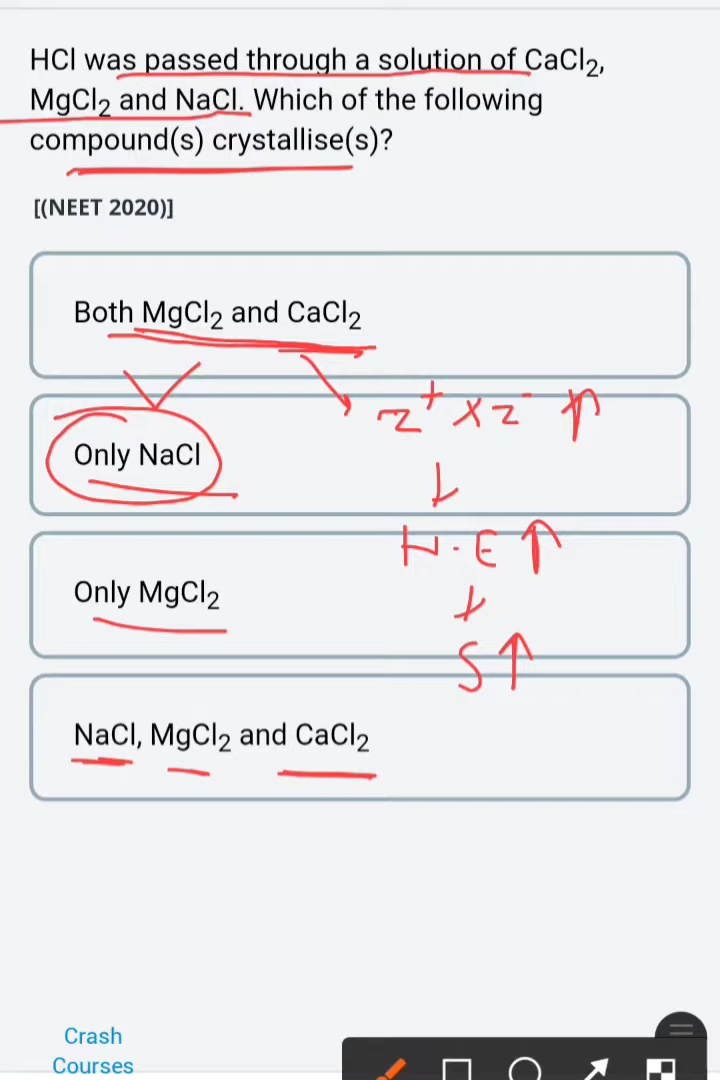 HCl was passed through a solution of CaCl₂,
MgCl₂ and NaCl. Which of the following
compound(s) crystallise(s)?
[(NEET 2020)]
Both MgCl₂ and CaCl₂
z⁺ × z⁻ ↑
Only NaCl
H.E ↑
Only MgCl₂
S ↑
NaCl, MgCl₂ and CaCl₂
Crash
Courses